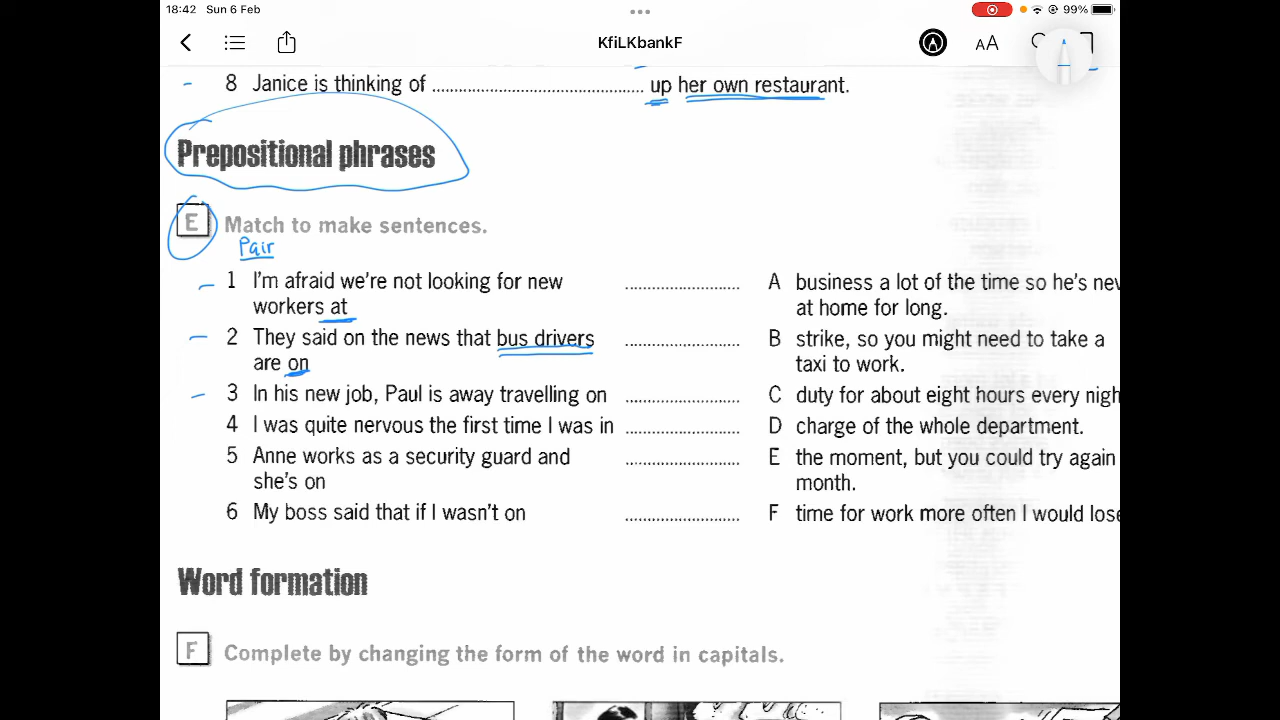 18:42 Sun 6 Feb 99%
KfiLKbankF
AA
8 Janice is thinking of ................................................ up her own restaurant.
Prepositional phrases
E Match to make sentences.
Pair
1 I'm afraid we're not looking for new workers at ..........................
2 They said on the news that bus drivers are on ..........................
3 In his new job, Paul is away travelling on ..........................
4 I was quite nervous the first time I was in ..........................
5 Anne works as a security guard and she's on ..........................
6 My boss said that if I wasn't on ..........................
A business a lot of the time so he's nev
at home for long.
B strike, so you might need to take a
taxi to work.
C duty for about eight hours every nigh
D charge of the whole department.
E the moment, but you could try again
month.
F time for work more often I would lose
Word formation
F Complete by changing the form of the word in capitals.